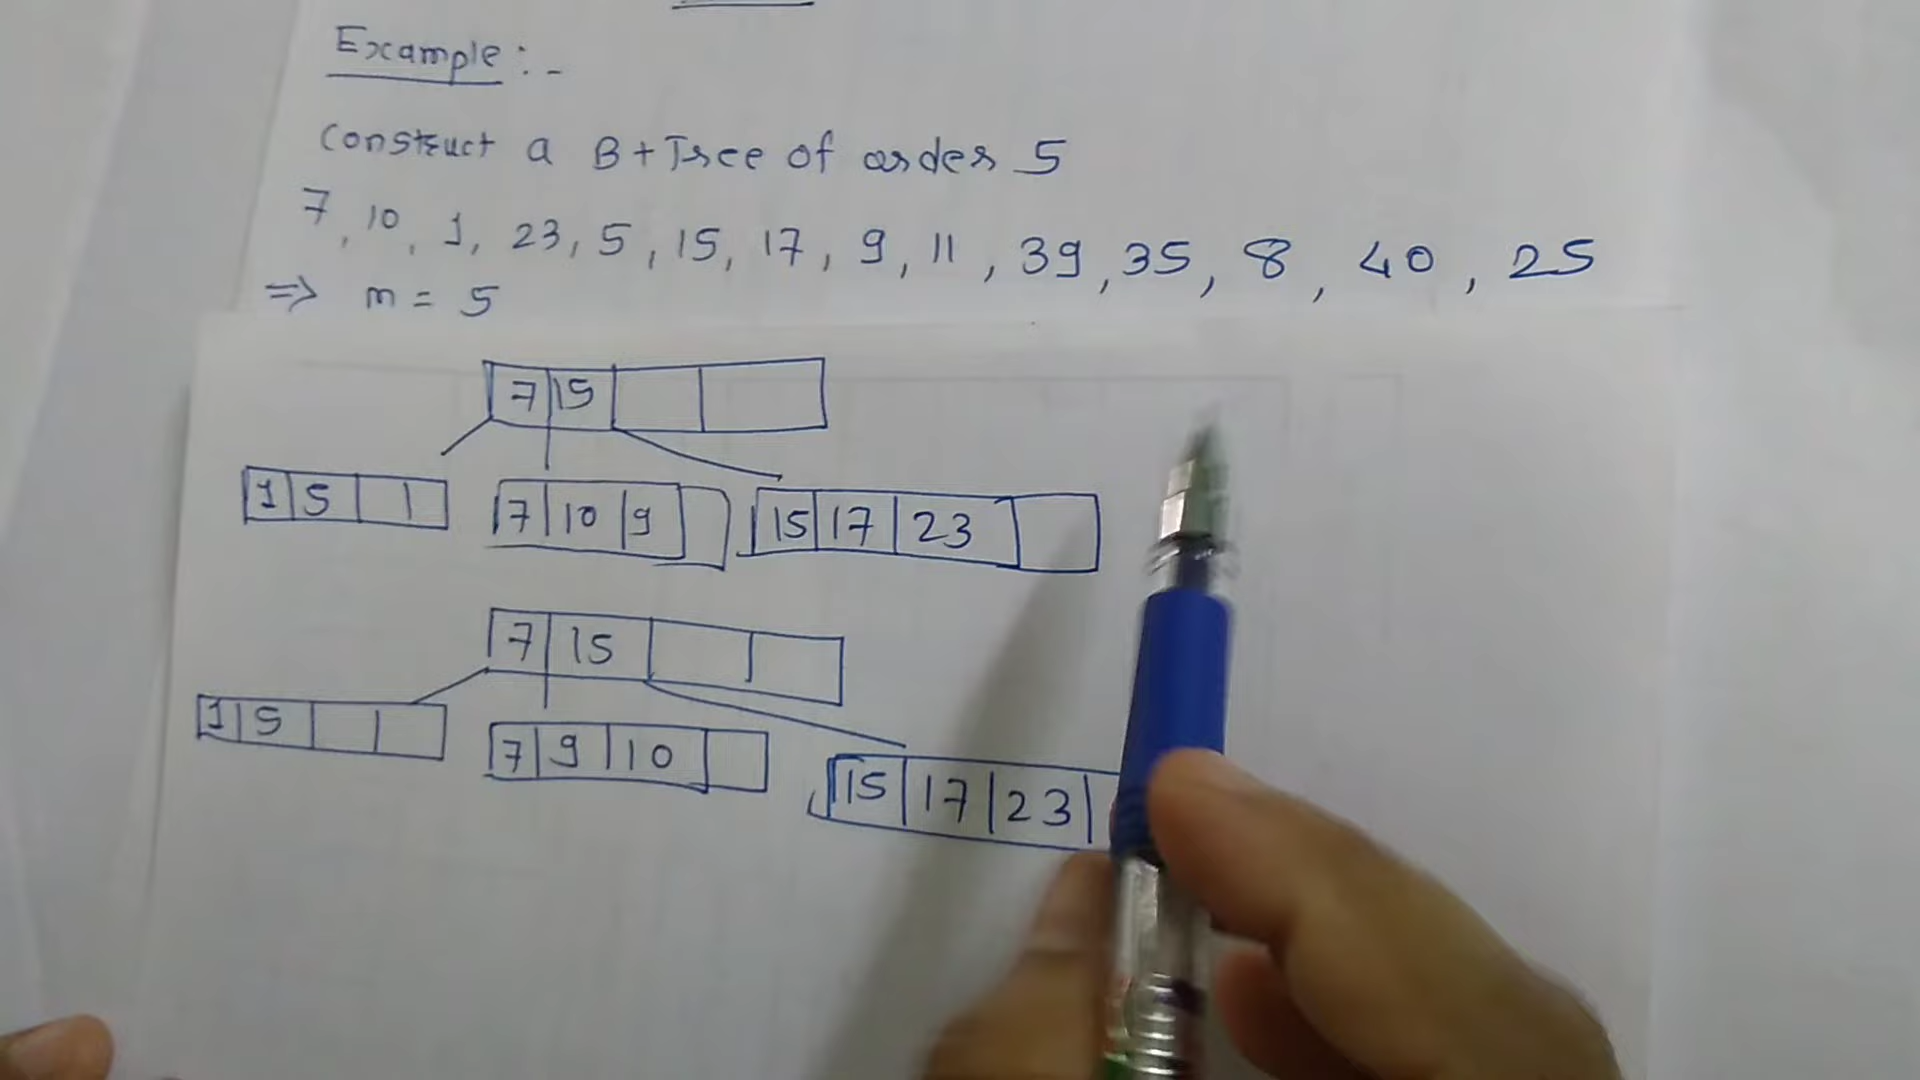 Example :-
Construct a B+Tree of order 5
7, 10, 1, 23, 5, 15, 17, 9, 11, 39, 35, 8, 40, 25
=> m = 5
7 15
1 5
7 10 9
15 17 23
7 15
1 5
7 9 10
15 17 23